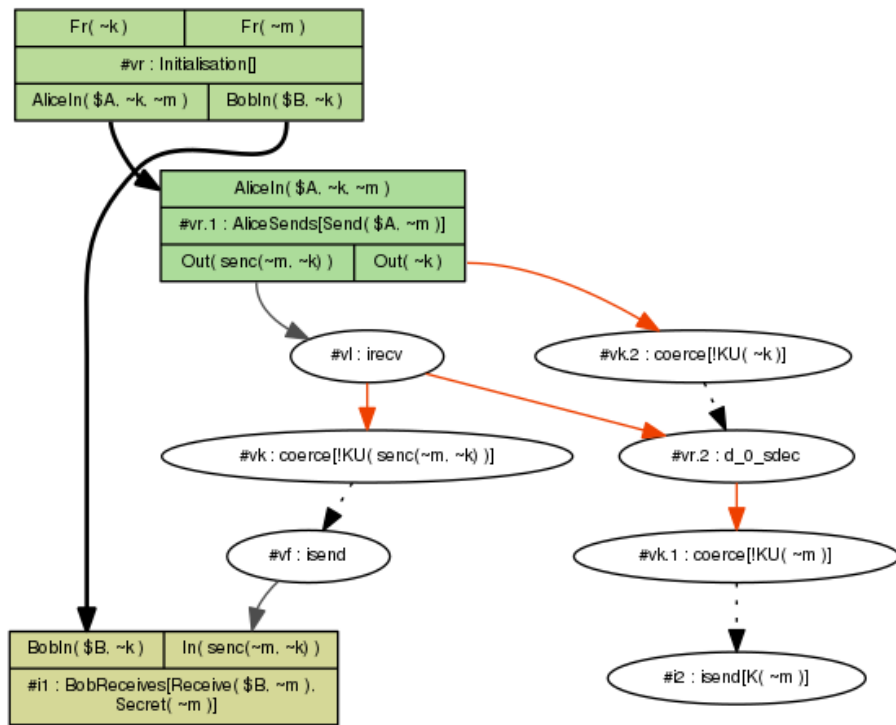 Fr( ~k ) Fr( ~m )
#vr : Initialisation[]
AliceIn( $A, ~k, ~m ) BobIn( $B, ~k )
AliceIn( $A, ~k, ~m )
#vr.1 : AliceSends[Send( $A, ~m )]
Out( senc(~m, ~k) ) Out( ~k )
#vl : irecv #vk.2 : coerce[!KU( ~k )]
#vk : coerce[!KU( senc(~m, ~k) )] #vr.2 : d_0_sdec
#vf : isend #vk.1 : coerce[!KU( ~m )]
BobIn( $B, ~k ) In( senc(~m, ~k) )
#i1 : BobReceives[Receive( $B, ~m ),
Secret( ~m )]
#i2 : isend[K( ~m )]